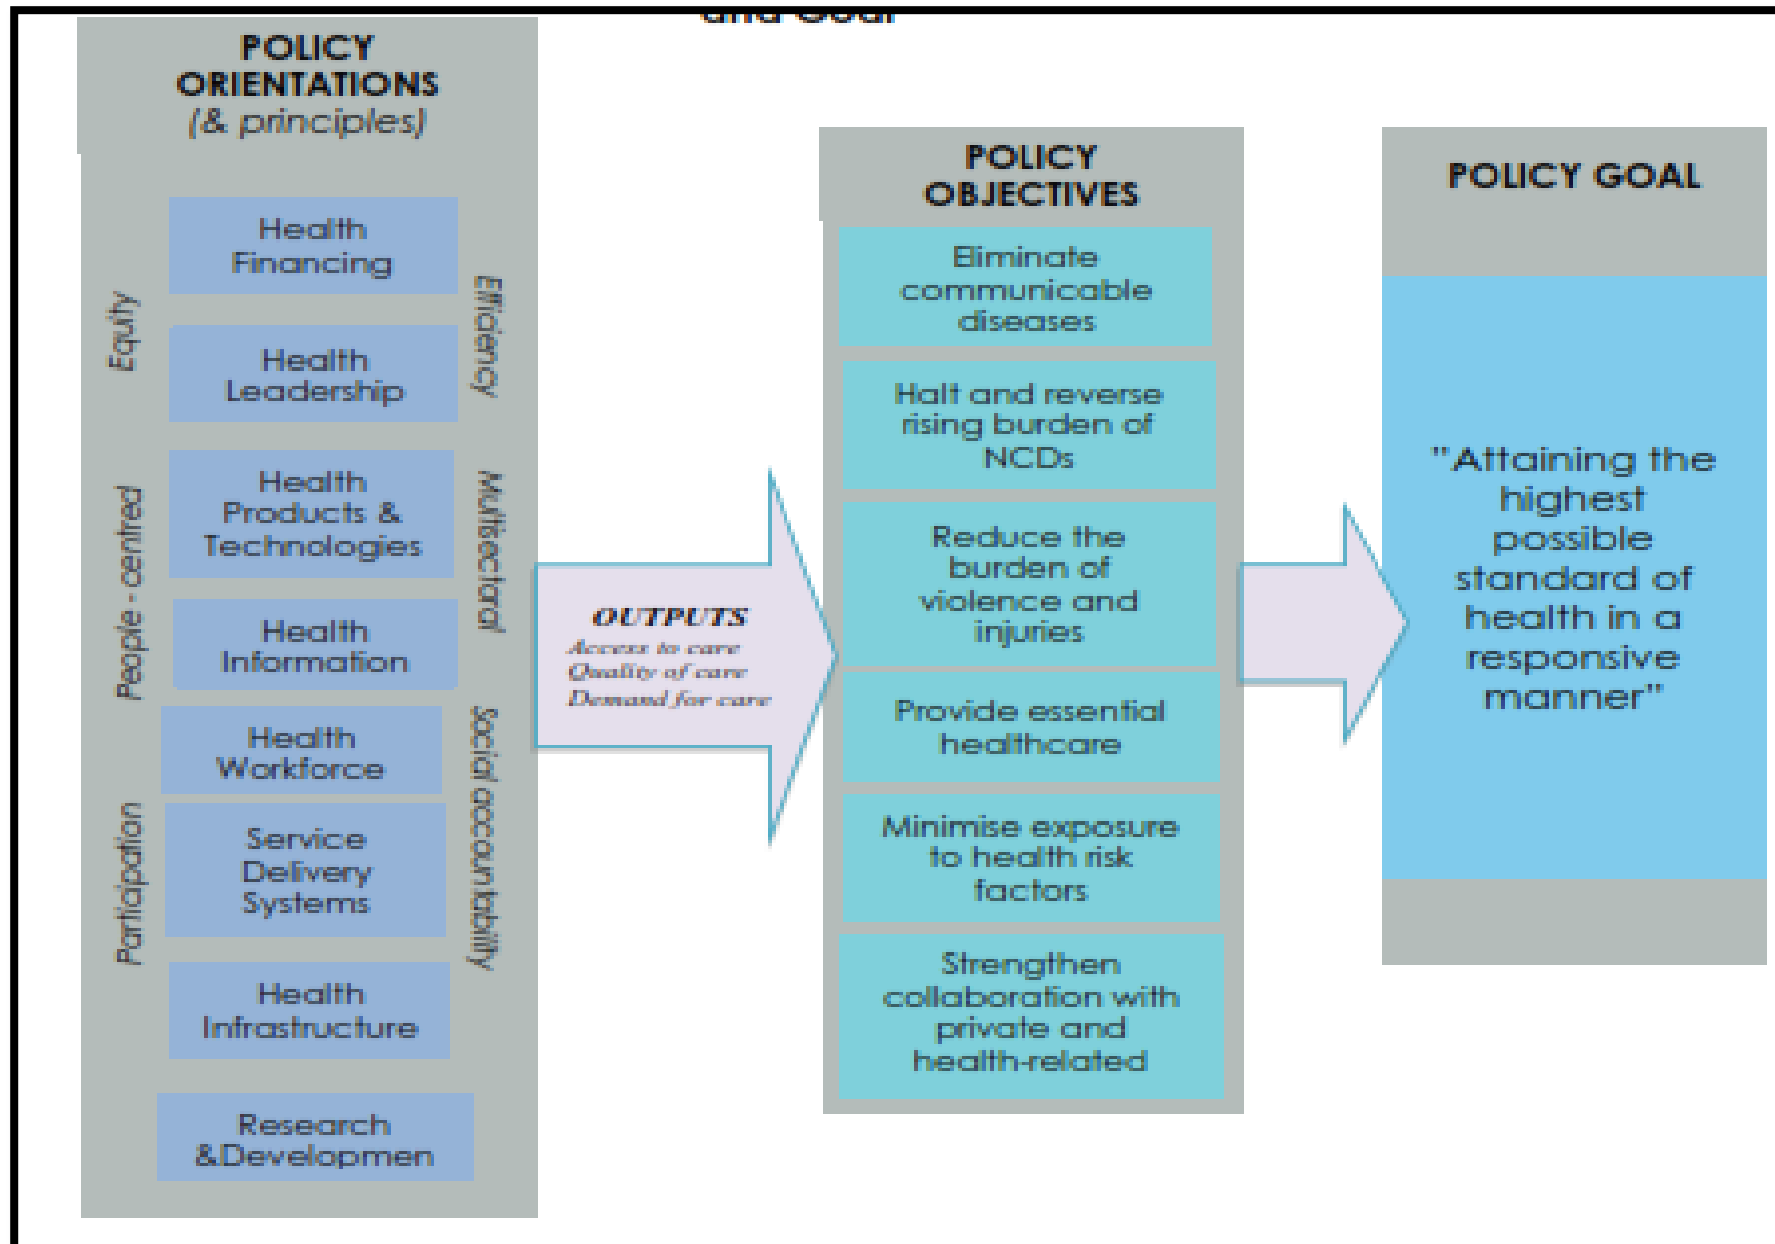 and Goal
POLICY
ORIENTATIONS
(& principles)
Health
Financing
Health
Leadership
Health
Products &
Technologies
Health
Information
Health
Workforce
Service
Delivery
Systems
Health
Infrastructure
Research
&Developmen
Equity
People - centred
Participation
Efficiency
Multisectoral
Social accountability
OUTPUTS
Access to care
Quality of care
Demand for care
POLICY
OBJECTIVES
Eliminate
communicable
diseases
Halt and reverse
rising burden of
NCDs
Reduce the
burden of
violence and
injuries
Provide essential
healthcare
Minimise exposure
to health risk
factors
Strengthen
collaboration with
private and
health-related
POLICY GOAL
"Attaining the
highest
possible
standard of
health in a
responsive
manner"